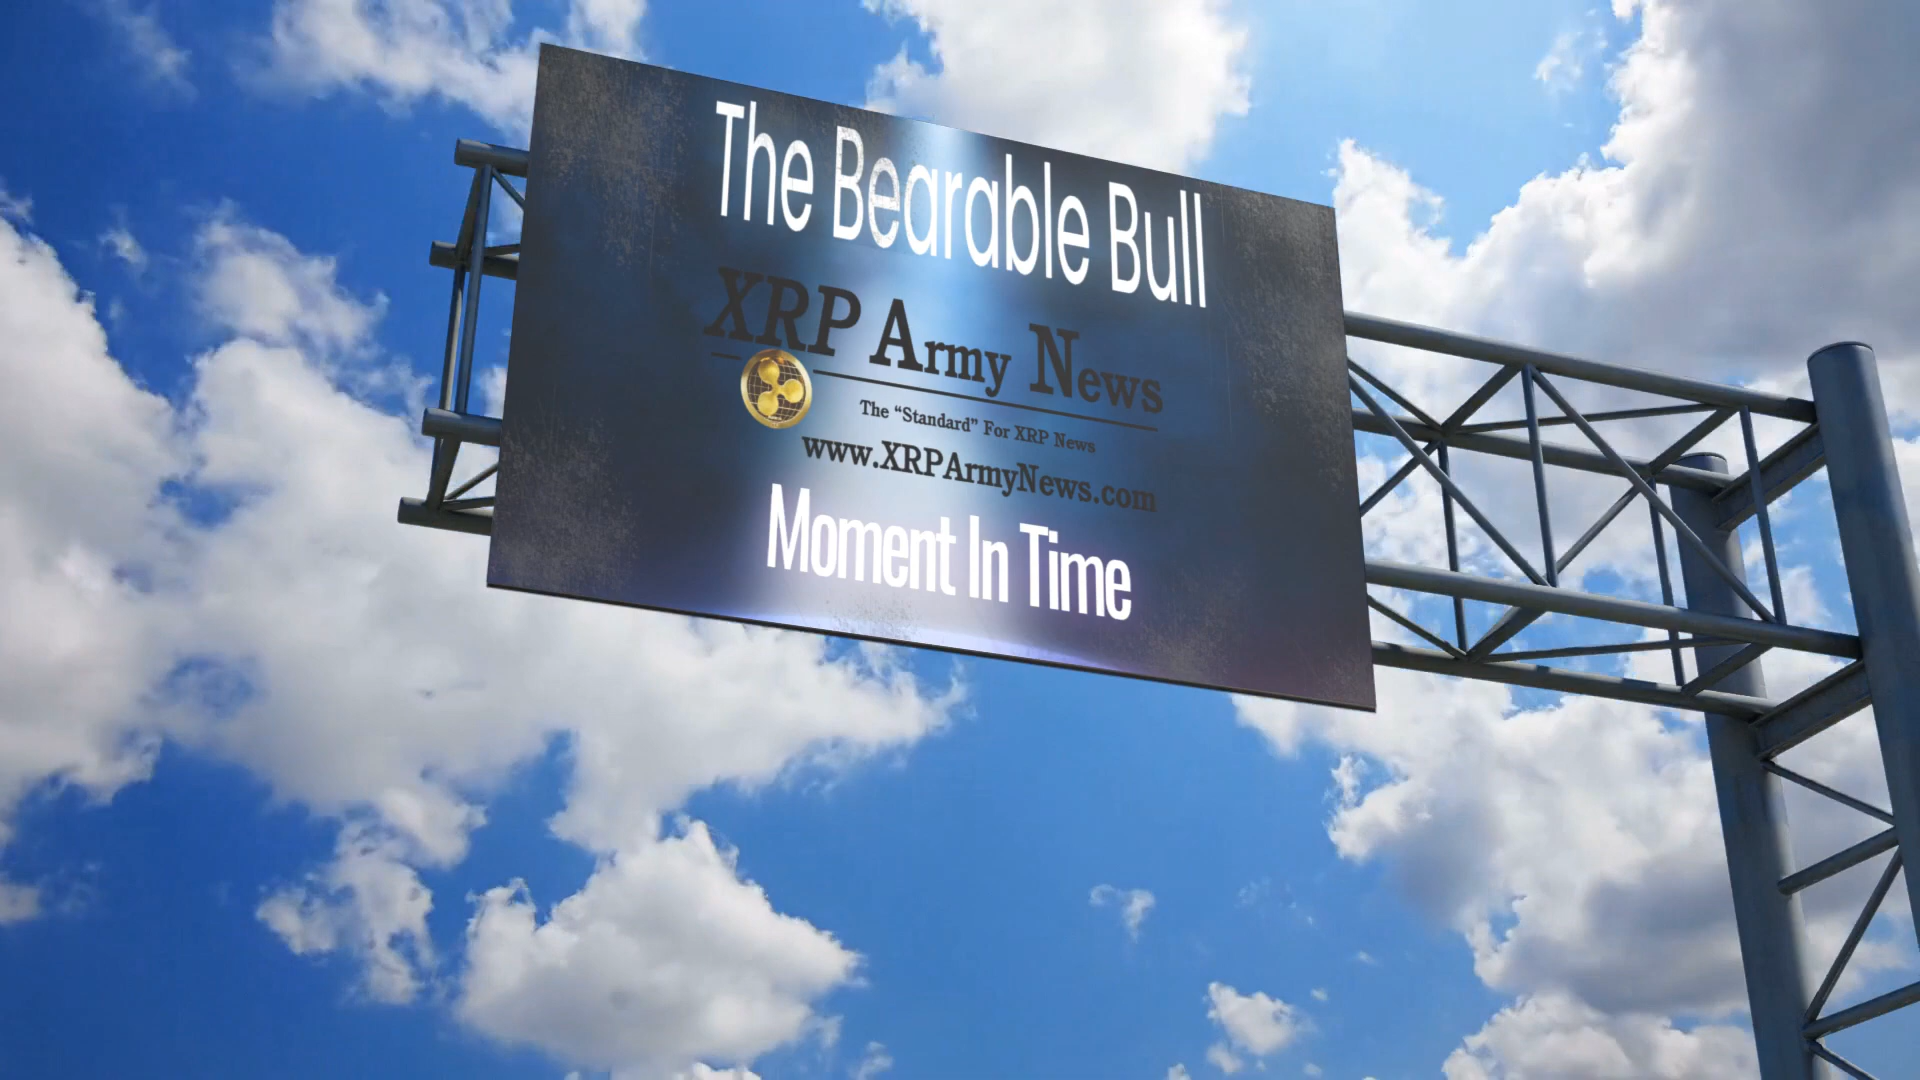 The Bearable Bull
XRP Army News
The “Standard” For XRP News
www.XRPArmyNews.com
Moment In Time